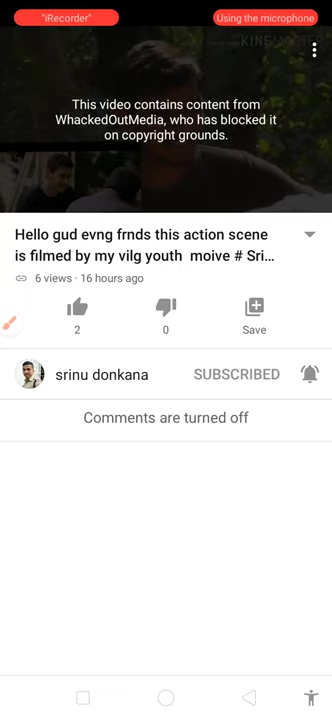 "iRecorder"
Using the microphone
KINEMASTER
This video contains content from
WhackedOutMedia, who has blocked it
on copyright grounds.
Hello gud evng frnds this action scene
is filmed by my vilg youth moive # Sri...
6 views · 16 hours ago
2
0
Save
srinu donkana
SUBSCRIBED
Comments are turned off